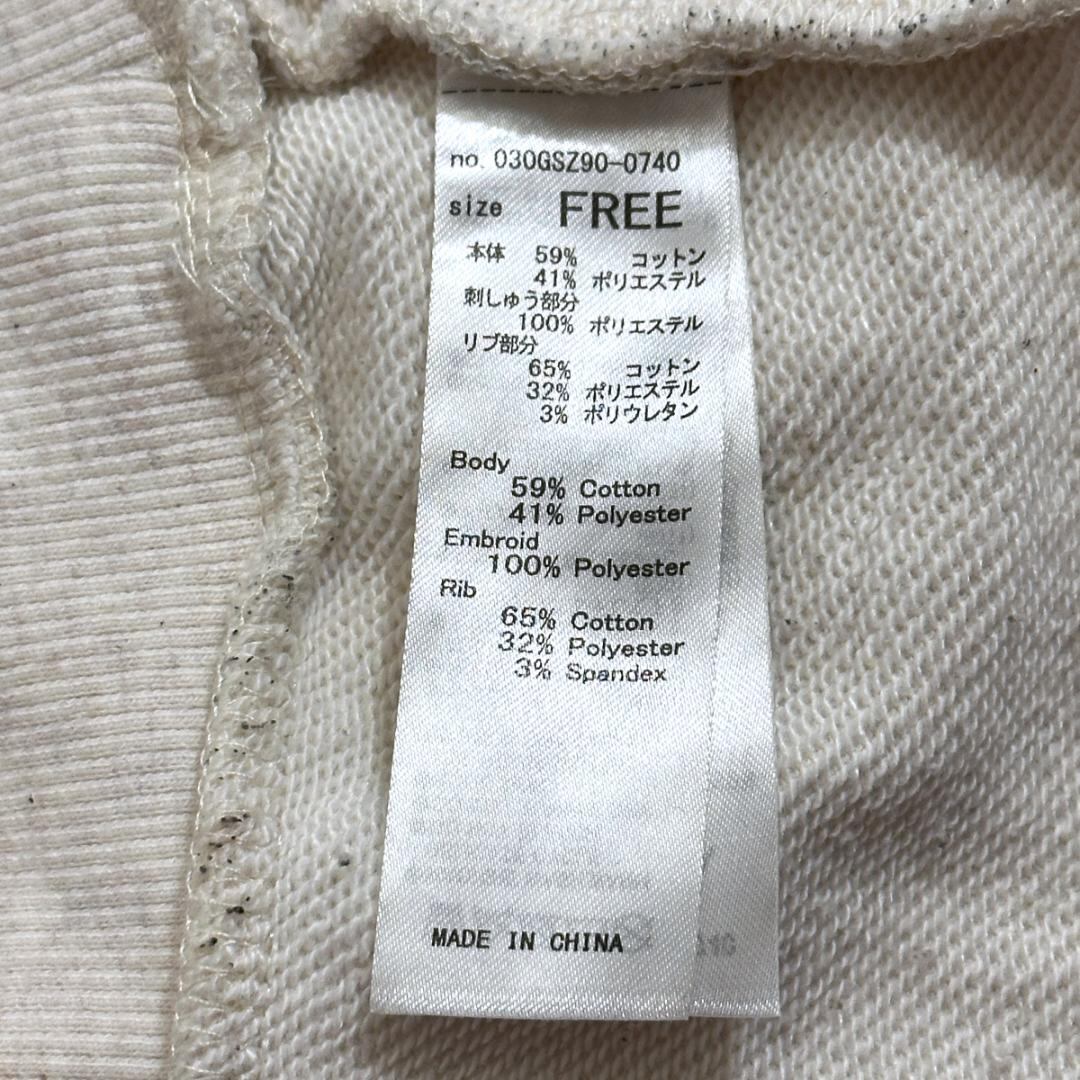 no. 030GSZ90-0740
size FREE
本体 59% コットン
41% ポリエステル
刺しゅう部分
100% ポリエステル
リブ部分
65% コットン
32% ポリエステル
3% ポリウレタン
Body
59% Cotton
41% Polyester
Embroid
100% Polyester
Rib
65% Cotton
32% Polyester
3% Spandex
MADE IN CHINA